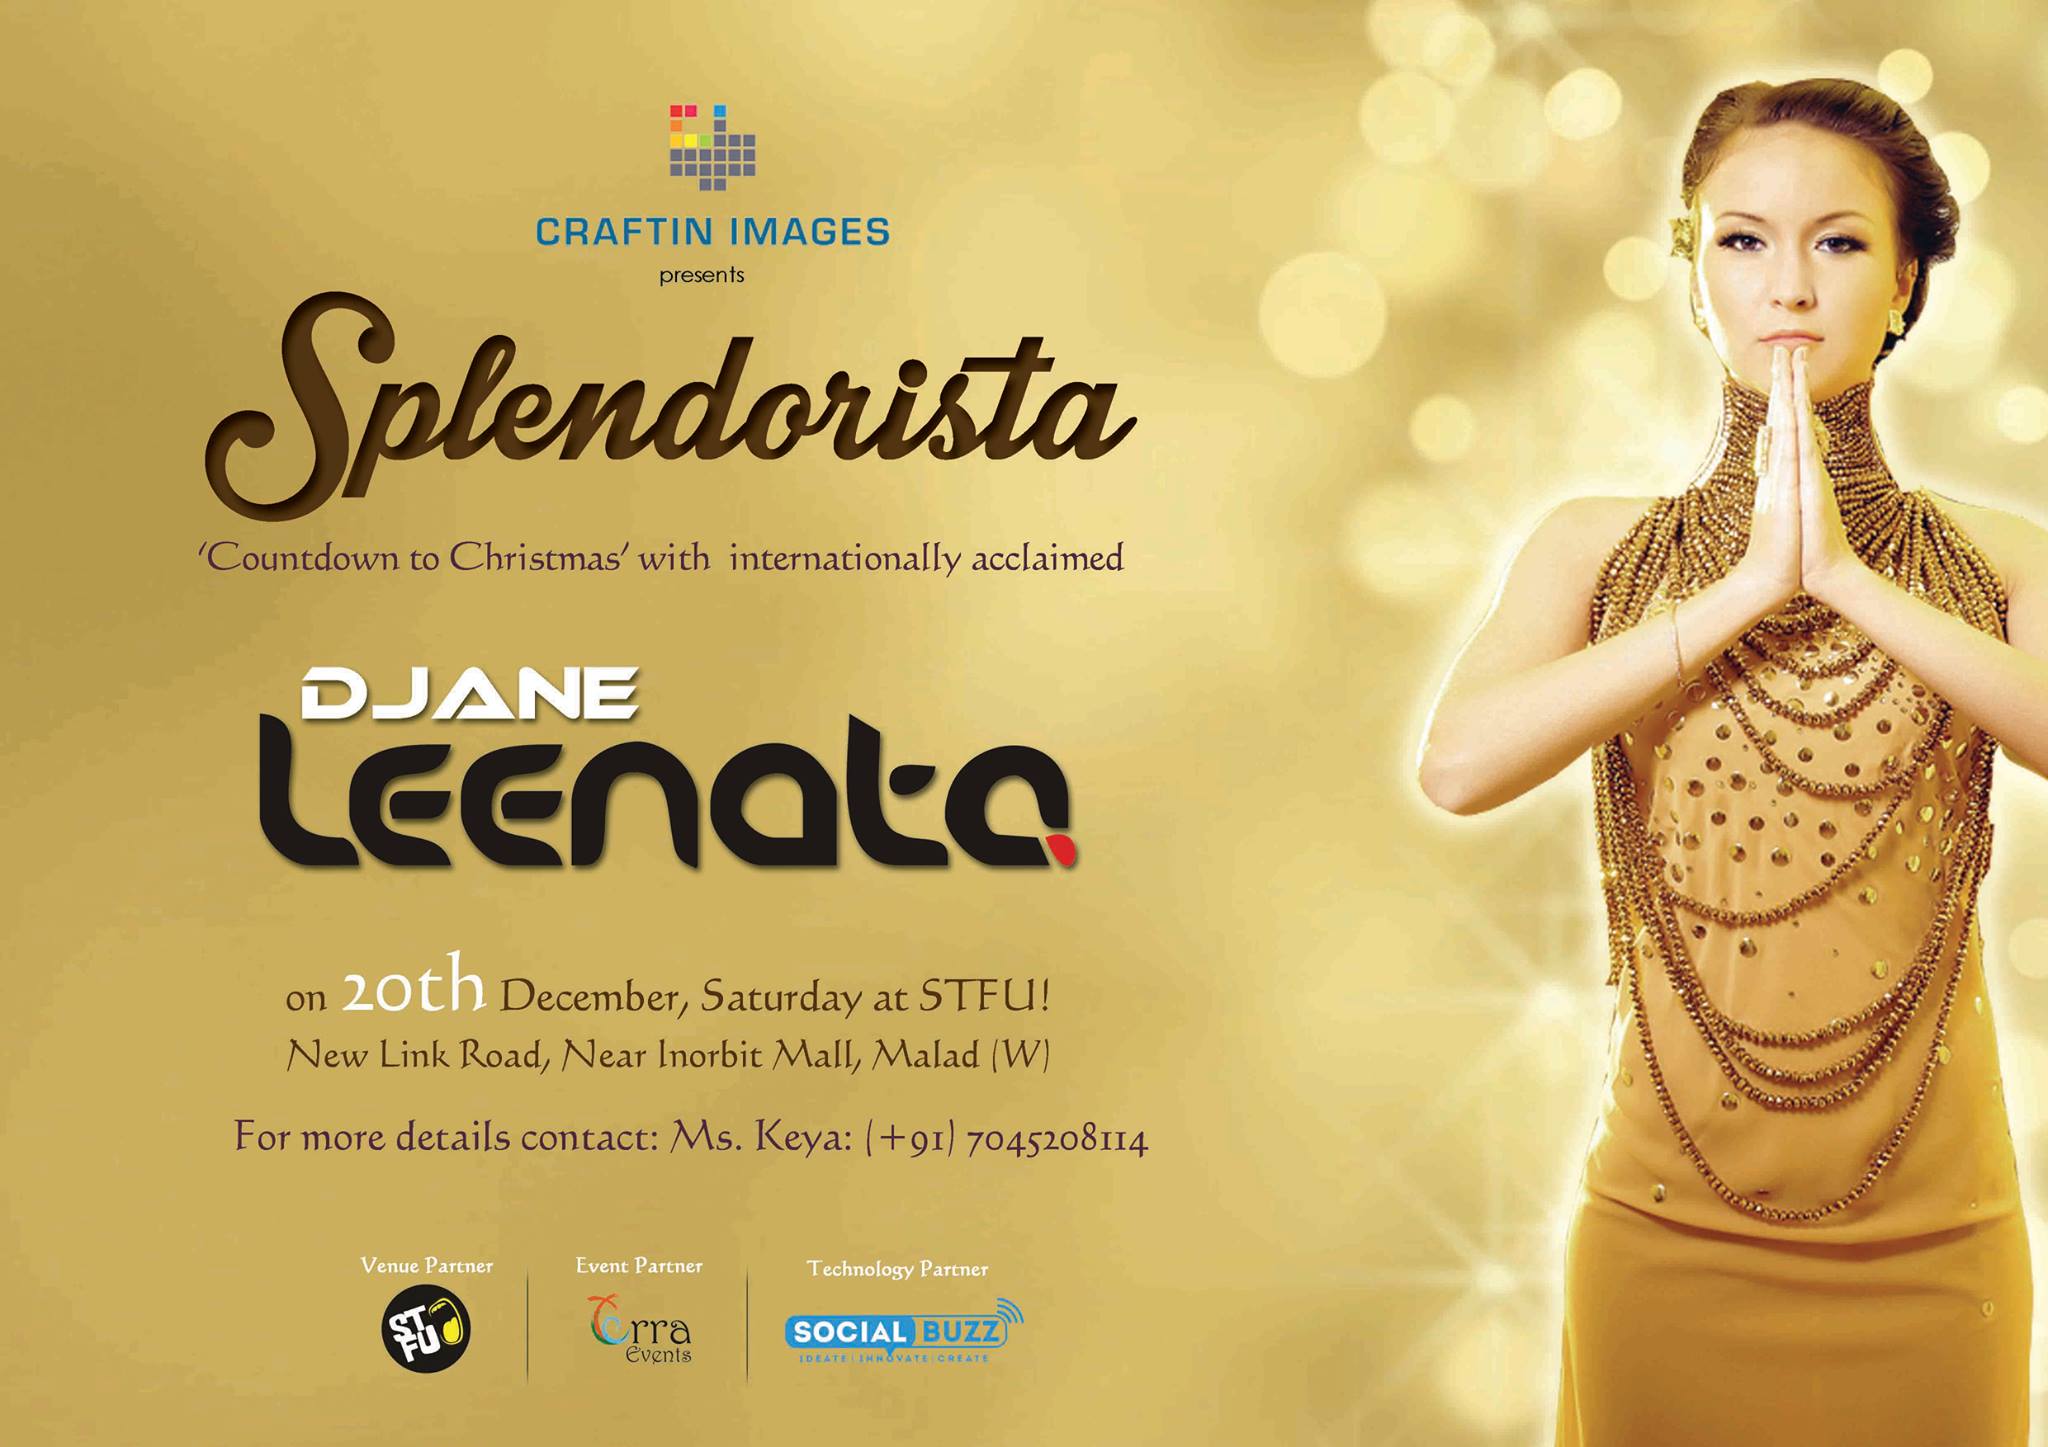 CRAFTIN IMAGES
presents
Splendorista
'Countdown to Christmas' with internationally acclaimed
DJANE
LEENATA
on 20th December, Saturday at STFU!
New Link Road, Near Inorbit Mall, Malad (W)
For more details contact: Ms. Keya: (+91) 7045208114
Venue Partner
STFU
Event Partner
Terra
Events
Technology Partner
SOCIAL BUZZ
IDEATE | INNOVATE | CREATE